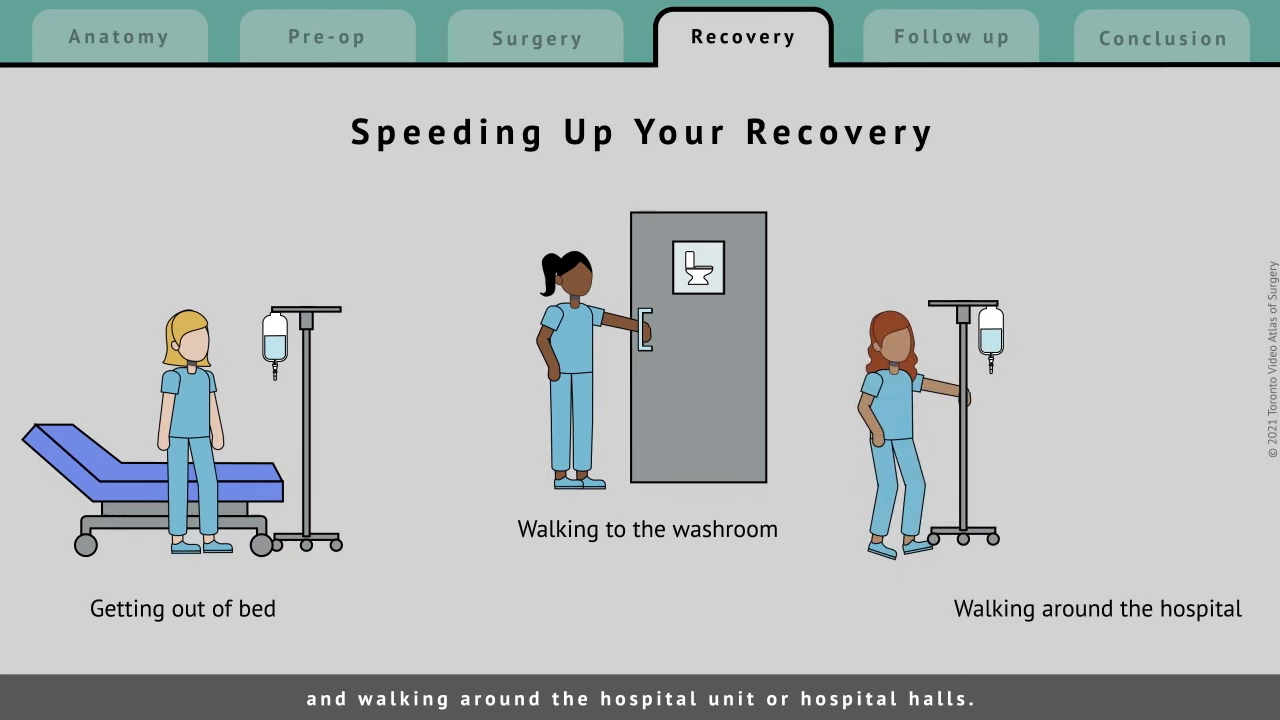 Anatomy
Pre-op
Surgery
Recovery
Follow up
Conclusion
Speeding Up Your Recovery
Walking to the washroom
Getting out of bed
Walking around the hospital
© 2021 Toronto Video Atlas of Surgery
and walking around the hospital unit or hospital halls.